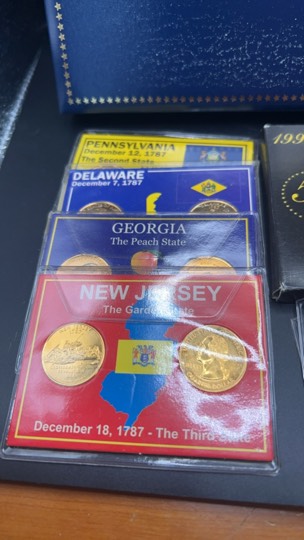 PENNSYLVANIA
December 12, 1787
The Second State
DELAWARE
December 7, 1787
GEORGIA
The Peach State
NEW JERSEY
The Garden State
December 18, 1787 - The Third State
199